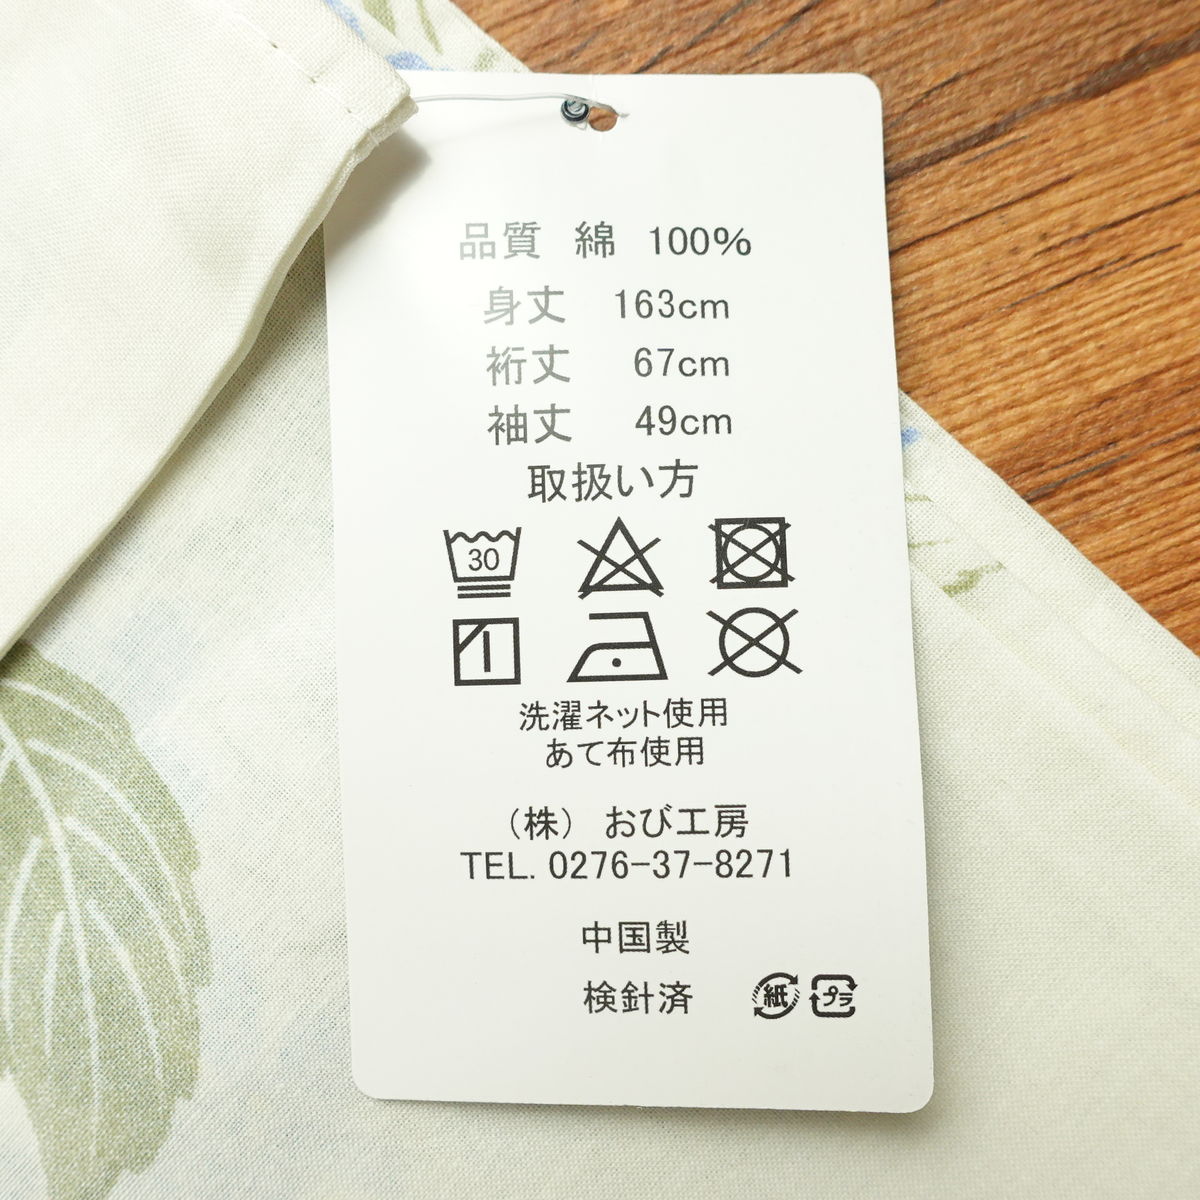 品質 綿 100%
身丈 163cm
裄丈 67cm
袖丈 49cm
取扱い方
30
洗濯ネット使用
あて布使用
（株） おび工房
TEL. 0276-37-8271
中国製
検針済 紙 プラ